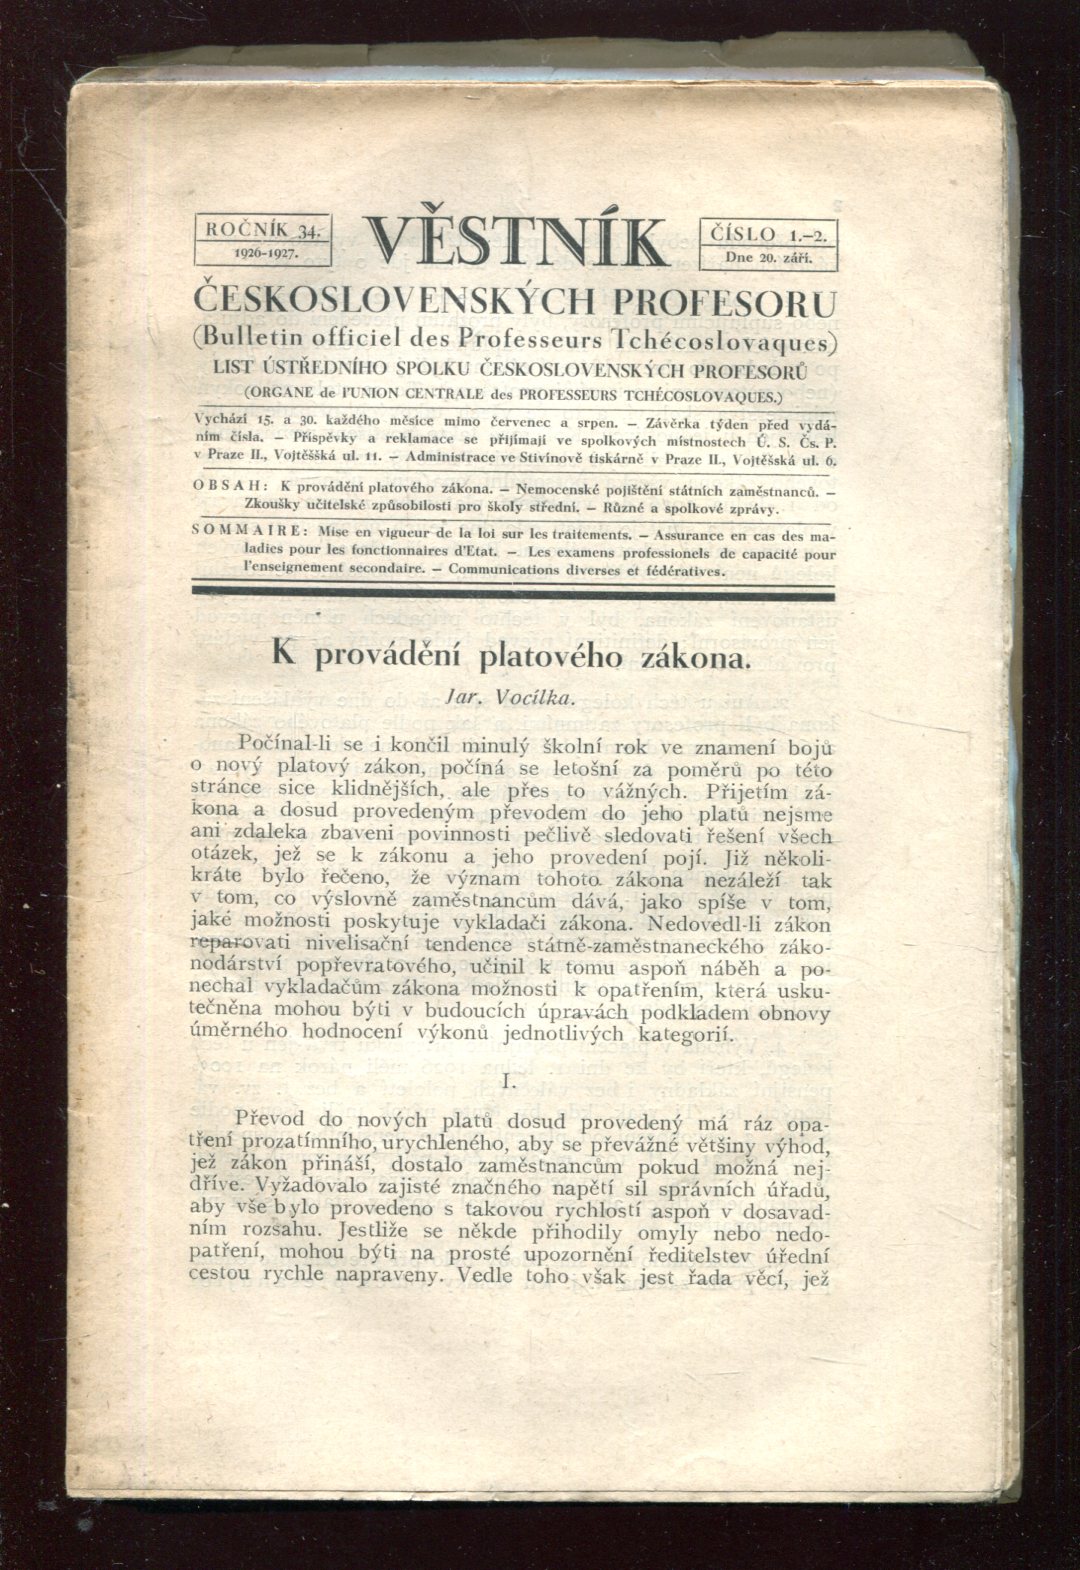 ROČNÍK 34.
1926-1927.
VĚSTNÍK
ČÍSLO 1.–2.
Dne 20. září.
ČESKOSLOVENSKÝCH PROFESORU
(Bulletin officiel des Professeurs Tchécoslovaques)
LIST ÚSTŘEDNÍHO SPOLKU ČESKOSLOVENSKÝCH PROFESORŮ
(ORGANE de l'UNION CENTRALE des PROFESSEURS TCHÉCOSLOVAQUES.)
Vychází 15. a 30. každého měsíce mimo červenec a srpen. – Závěrka týden před vydá-
ním čísla. – Příspěvky a reklamace se přijímají ve spolkových místnostech Ú. S. Čs. P.
v Praze II., Vojtěšská ul. 11. – Administrace ve Stivínově tiskárně v Praze II., Vojtěšská ul. 6.
OBSAH: K provádění platového zákona. – Nemocenské pojištění státních zaměstnanců. –
Zkoušky učitelské způsobilosti pro školy střední. – Různé a spolkové zprávy.
SOMMAIRE: Mise en vigueur de la loi sur les traitements. – Assurance en cas des ma-
ladies pour les fonctionnaires d'Etat. – Les examens professionels de capacité pour
l'enseignement secondaire. – Communications diverses et fédératives.
K provádění platového zákona.
Jar. Vocílka.
Počínal-li se i končil minulý školní rok ve znamení bojů
o nový platový zákon, počíná se letošní za poměrů po této
stránce sice klidnějších, ale přes to vážných. Přijetím zá-
kona a dosud provedeným převodem do jeho platů nejsme
ani zdaleka zbaveni povinnosti pečlivě sledovati řešení všech
otázek, jež se k zákonu a jeho provedení pojí. Již několi-
kráte bylo řečeno, že význam tohoto zákona nezáleží tak
v tom, co výslovně zaměstnancům dává, jako spíše v tom,
jaké možnosti poskytuje vykladači zákona. Nedovedl-li zákon
reparovati nivelisační tendence státně-zaměstnaneckého záko-
nodárství popřevratového, učinil k tomu aspoň náběh a po-
nechal vykladačům zákona možnosti k opatřením, která usku-
tečněna mohou býti v budoucích úpravách podkladem obnovy
úměrného hodnocení výkonů jednotlivých kategorií.
I.
Převod do nových platů dosud provedený má ráz opa-
tření prozatímního, urychleného, aby se převážné většiny výhod,
jež zákon přináší, dostalo zaměstnancům pokud možná nej-
dříve. Vyžadovalo zajisté značného napětí sil správních úřadů,
aby vše bylo provedeno s takovou rychlostí aspoň v dosavad-
ním rozsahu. Jestliže se někde přihodily omyly nebo nedo-
patření, mohou býti na prosté upozornění ředitelstev úřední
cestou rychle napraveny. Vedle toho však jest řada věcí, jež